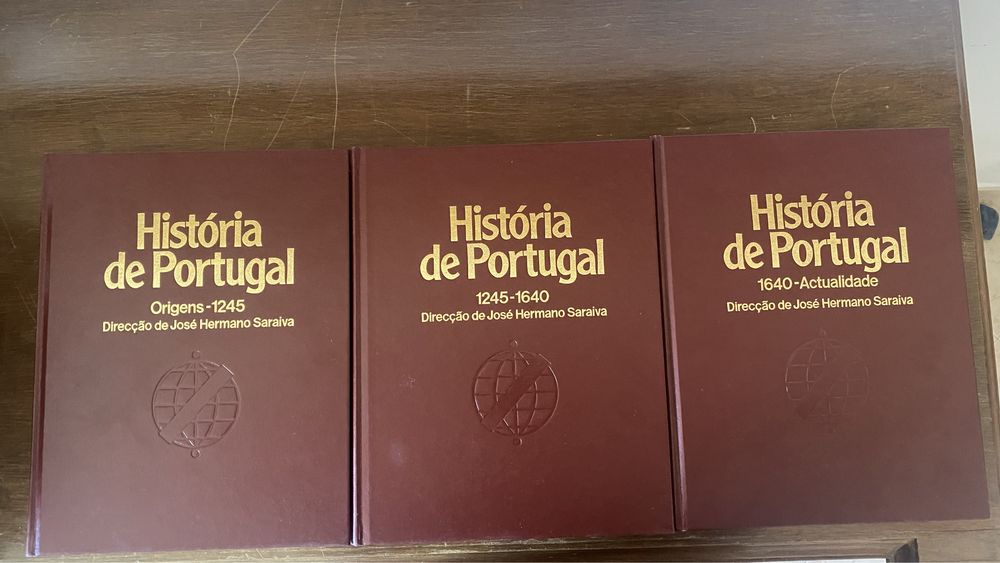 História
de Portugal
Origens-1245
Direcção de José Hermano Saraiva
História
de Portugal
1245-1640
Direcção de José Hermano Saraiva
História
de Portugal
1640-Actualidade
Direcção de José Hermano Saraiva